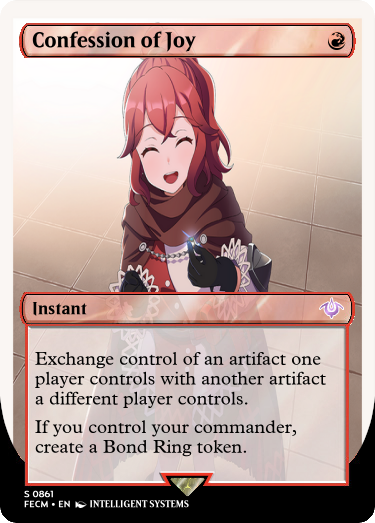 Confession of Joy
Instant
Exchange control of an artifact one
player controls with another artifact
a different player controls.
If you control your commander,
create a Bond Ring token.
S 0861
FECM • EN INTELLIGENT SYSTEMS